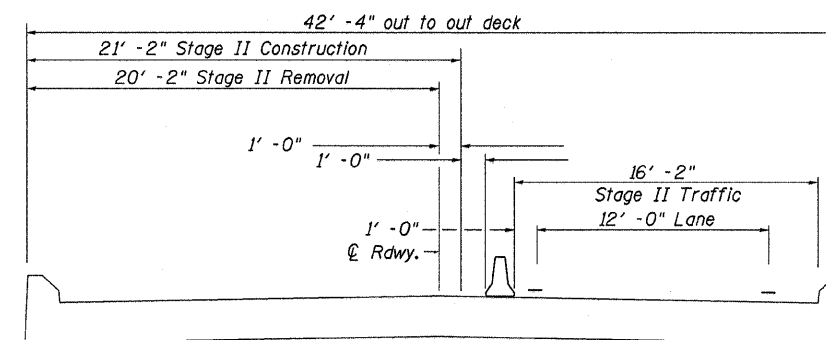 42' -4" out to out deck
21' -2" Stage II Construction
20' -2" Stage II Removal
1' -0"
1' -0"
16' -2"
Stage II Traffic
12' -0" Lane
1' -0"
℄ Rdwy.